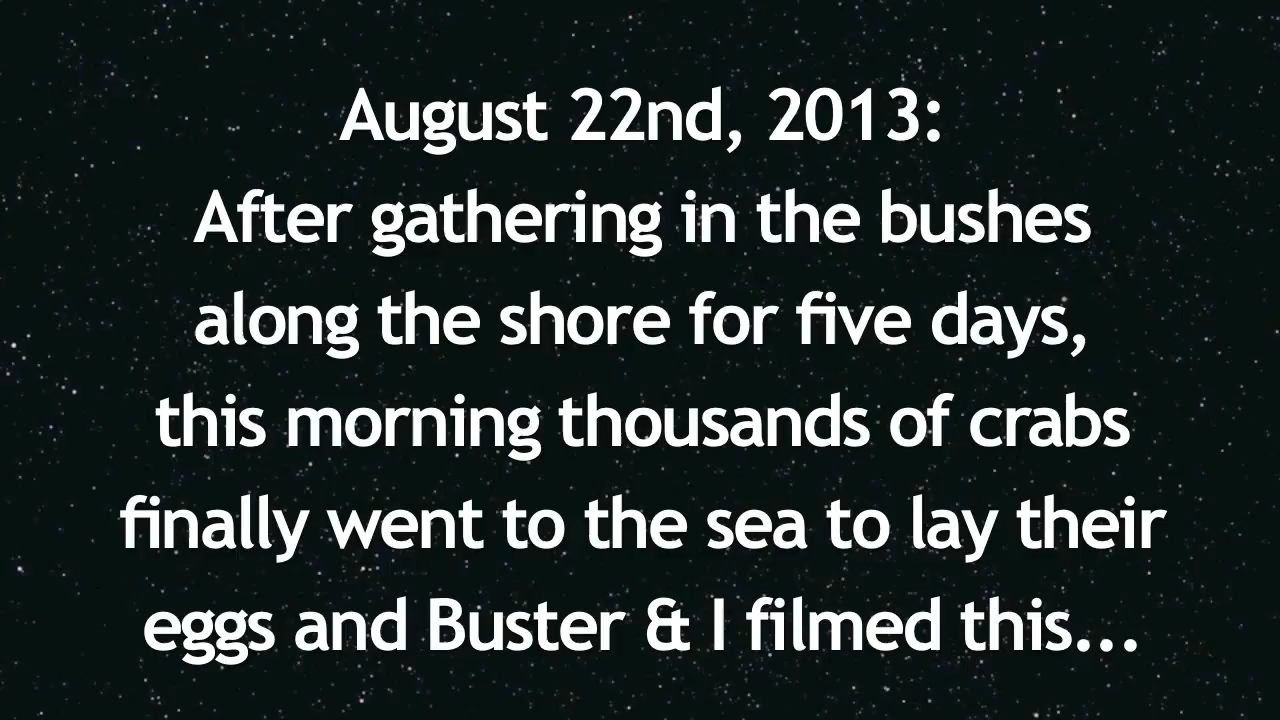 August 22nd, 2013:
After gathering in the bushes
along the shore for five days,
this morning thousands of crabs
finally went to the sea to lay their
eggs and Buster & I filmed this...